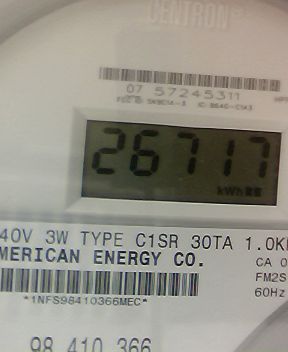 CENTRON
07 57245311
26717
kWh
40V 3W TYPE C1SR 30TA 1.0K
MERICAN ENERGY CO.
CA 0
FM2S
60Hz
*1NFS98410366MEC*
98 410 366